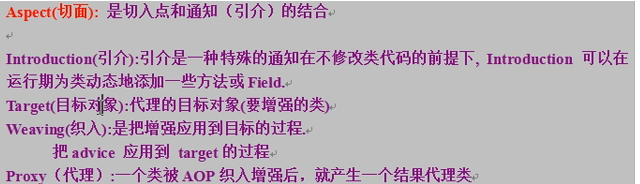 Aspect(切面): 是切入点和通知（引介）的结合
Introduction(引介):引介是一种特殊的通知在不修改类代码的前提下, Introduction 可以在
运行期为类动态地添加一些方法或 Field.
Target(目标对象):代理的目标对象(要增强的类)
Weaving(织入):是把增强应用到目标的过程.
把 advice 应用到 target 的过程
Proxy（代理）:一个类被 AOP 织入增强后，就产生一个结果代理类